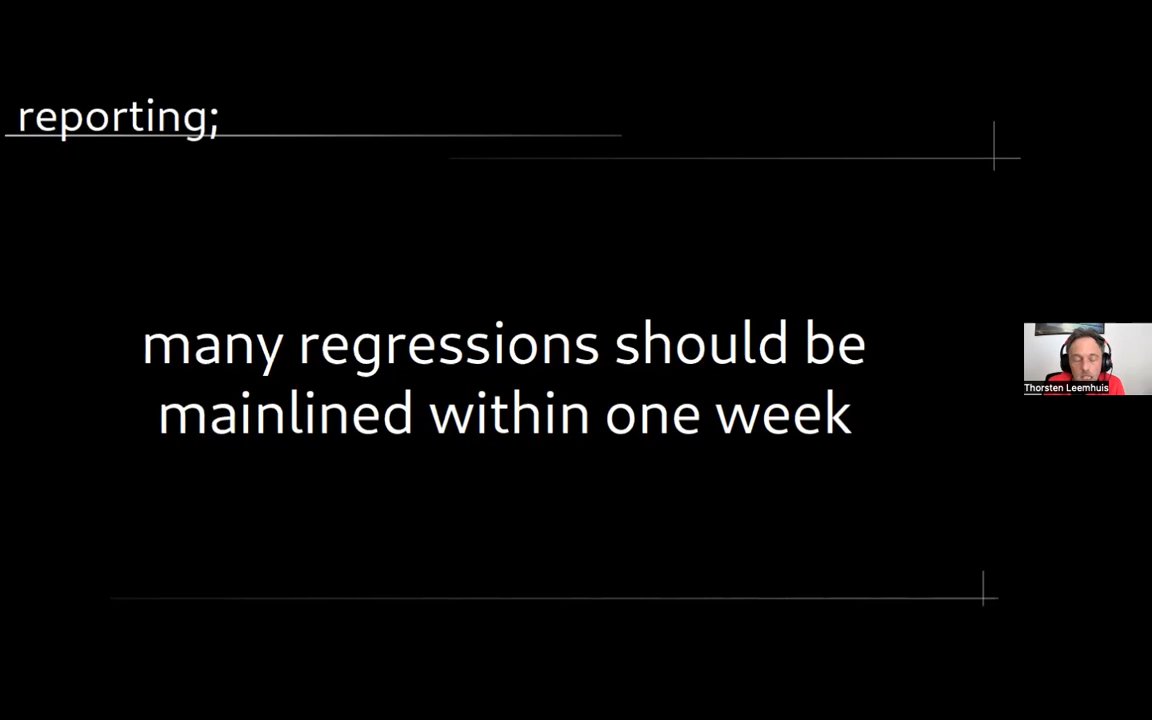 reporting;
many regressions should be
mainlined within one week
Thorsten Leemhuis